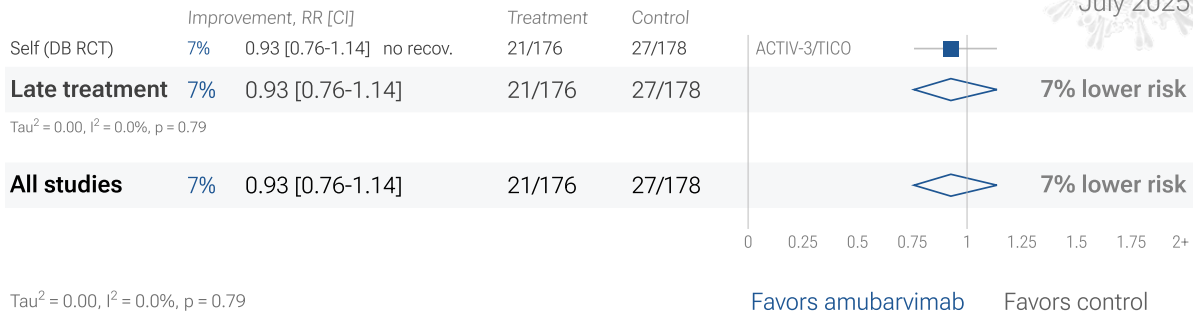 July 2025
Improvement, RR [CI] Treatment Control
Self (DB RCT) 7% 0.93 [0.76-1.14] no recov. 21/176 27/178 ACTIV-3/TICO
Late treatment 7% 0.93 [0.76-1.14] 21/176 27/178 7% lower risk
Tau² = 0.00, I² = 0.0%, p = 0.79
All studies 7% 0.93 [0.76-1.14] 21/176 27/178 7% lower risk
0 0.25 0.5 0.75 1 1.25 1.5 1.75 2+
Tau² = 0.00, I² = 0.0%, p = 0.79 Favors amubarvimab Favors control